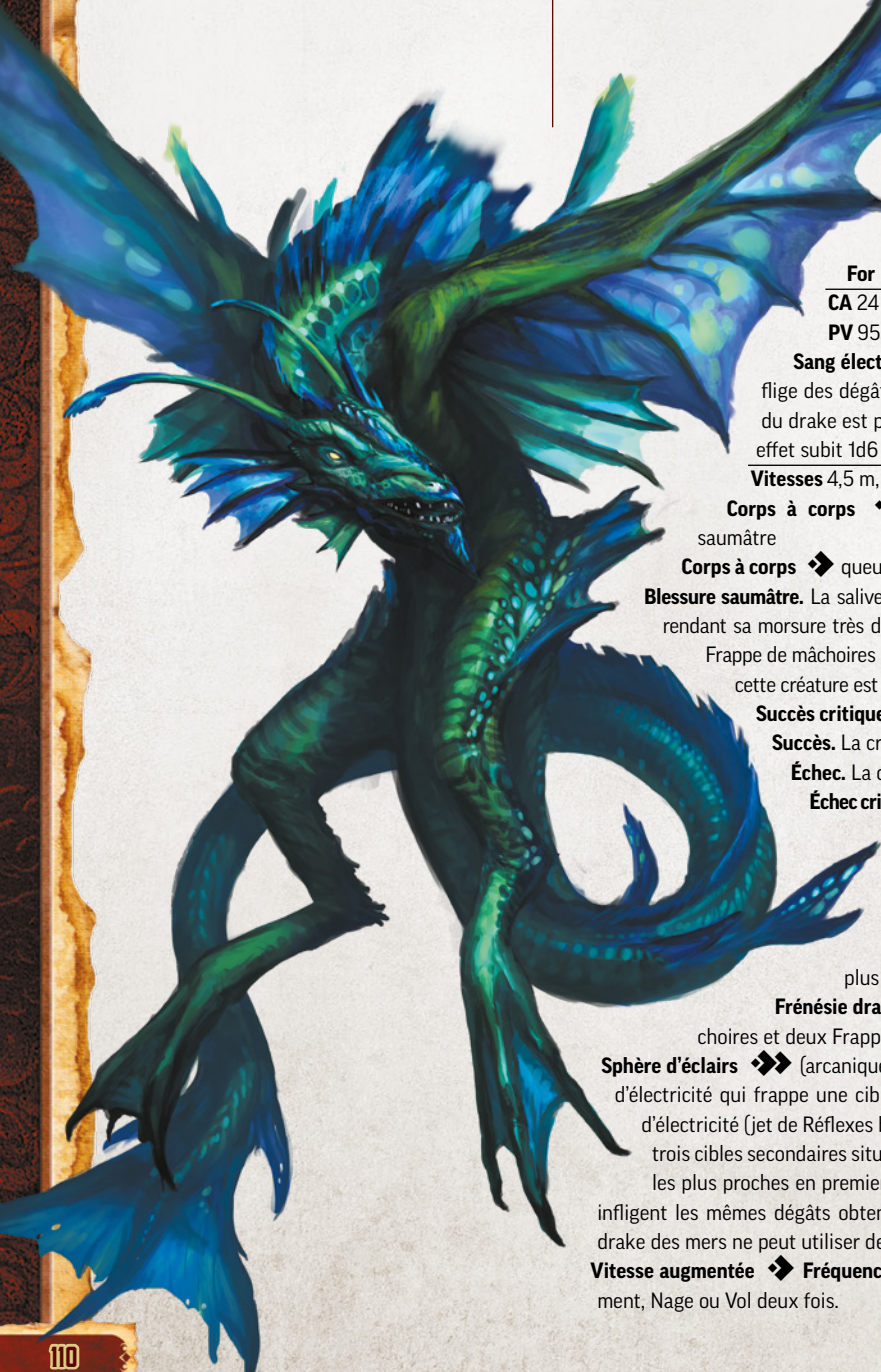 For
CA 24
PV 95
Sang élect
flige des dégât
du drake est p
effet subit 1d6
Vitesses 4,5 m,
Corps à corps
saumâtre
Corps à corps queu
Blessure saumâtre. La salive
rendant sa morsure très d
Frappe de mâchoires
cette créature est
Succès critique
Succès. La cr
Échec. La c
Échec cri
plus
Frénésie dra
choires et deux Frapp
Sphère d'éclairs (arcanique
d'électricité qui frappe une cib
d'électricité (jet de Réflexes
trois cibles secondaires situ
les plus proches en premie
infligent les mêmes dégâts obten
drake des mers ne peut utiliser de
Vitesse augmentée Fréquenc
ment, Nage ou Vol deux fois.
110